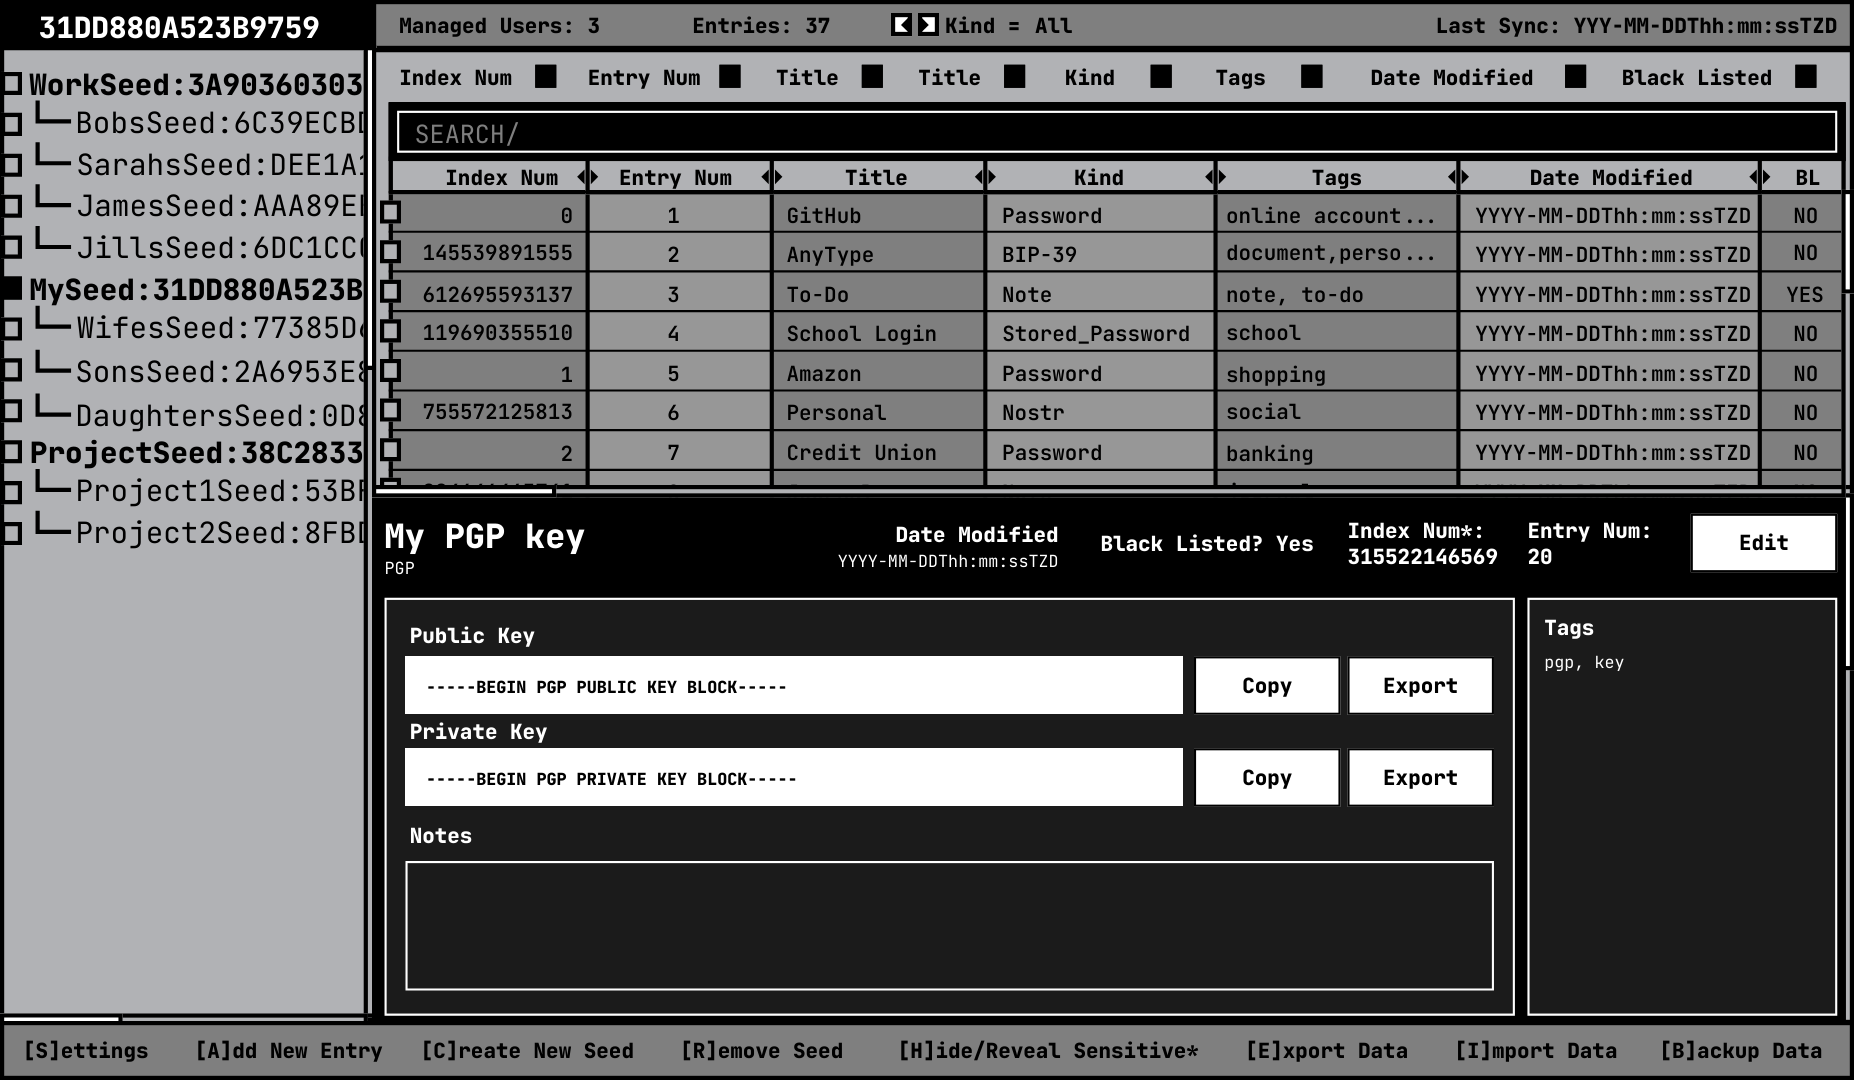 31DD880A523B9759
Managed Users: 3 Entries: 37 Kind = All Last Sync: YYY-MM-DDThh:mm:ssTZD
WorkSeed:3A90360303
BobsSeed:6C39ECBD
SarahsSeed:DEE1A1
JamesSeed:AAA89E
JillsSeed:6DC1CC
MySeed:31DD880A523B
WifesSeed:77385D
SonsSeed:2A6953E8
DaughtersSeed:0D8
ProjectSeed:38C2833
Project1Seed:53B
Project2Seed:8FBD
Index Num Entry Num Title Title Kind Tags Date Modified Black Listed
SEARCH/
Index Num Entry Num Title Kind Tags Date Modified BL
0 1 GitHub Password online account... YYYY-MM-DDThh:mm:ssTZD NO
145539891555 2 AnyType BIP-39 document,perso... YYYY-MM-DDThh:mm:ssTZD NO
612695593137 3 To-Do Note note, to-do YYYY-MM-DDThh:mm:ssTZD YES
119690355510 4 School Login Stored_Password school YYYY-MM-DDThh:mm:ssTZD NO
1 5 Amazon Password shopping YYYY-MM-DDThh:mm:ssTZD NO
755572125813 6 Personal Nostr social YYYY-MM-DDThh:mm:ssTZD NO
2 7 Credit Union Password banking YYYY-MM-DDThh:mm:ssTZD NO
My PGP key
PGP
Date Modified
YYYY-MM-DDThh:mm:ssTZD
Black Listed? Yes
Index Num*:
315522146569
Entry Num:
20
Edit
Public Key
-----BEGIN PGP PUBLIC KEY BLOCK-----
Copy Export
Private Key
-----BEGIN PGP PRIVATE KEY BLOCK-----
Copy Export
Notes
Tags
pgp, key
[S]ettings [A]dd New Entry [C]reate New Seed [R]emove Seed [H]ide/Reveal Sensitive* [E]xport Data [I]mport Data [B]ackup Data